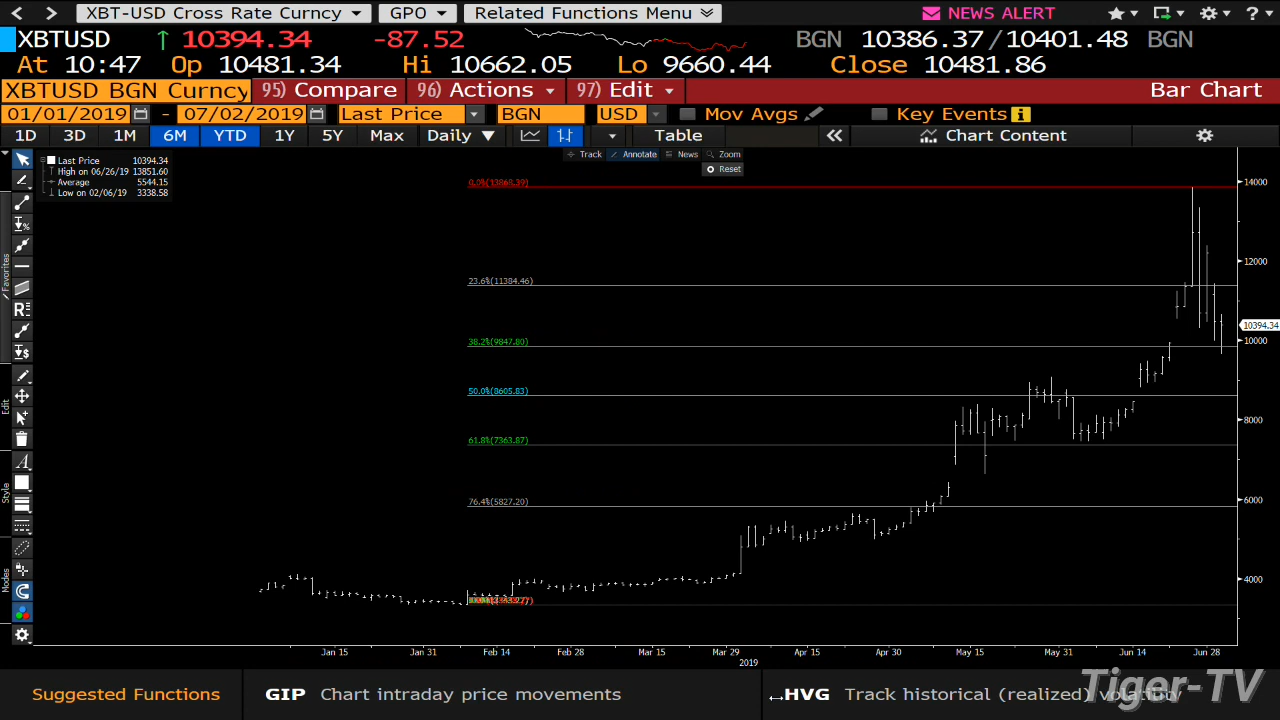 XBT-USD Cross Rate Curncy GPO Related Functions Menu NEWS ALERT ?
XBTUSD ↑ 10394.34 -87.52 BGN 10386.37/10401.48 BGN
At 10:47 Op 10481.34 Hi 10662.05 Lo 9660.44 Close 10481.86
XBTUSD BGN Curncy 95) Compare 96) Actions 97) Edit Bar Chart
01/01/2019 - 07/02/2019 Last Price BGN USD Mov Avgs Key Events i
1D 3D 1M 6M YTD 1Y 5Y Max Daily Table « Chart Content
Track Annotate News Zoom
Reset
Last Price 10394.34
High on 06/26/19 13851.60
Average 5544.15
Low on 02/06/19 3338.58
0.0%(13868.39)
14000
23.6%(11384.46)
12000
10394.34
38.2%(9847.80)
10000
50.0%(8605.83)
8000
61.8%(7363.87)
76.4%(5827.20)
6000
4000
Favorites
Edit
Style
Modes
Jan 15 Jan 31 Feb 14 Feb 28 Mar 15 Mar 29 Apr 15 Apr 30 May 15 May 31 Jun 14 Jun 28
2019
Suggested Functions GIP Chart intraday price movements HVG Track historical (realized) volatility
Tiger-TV